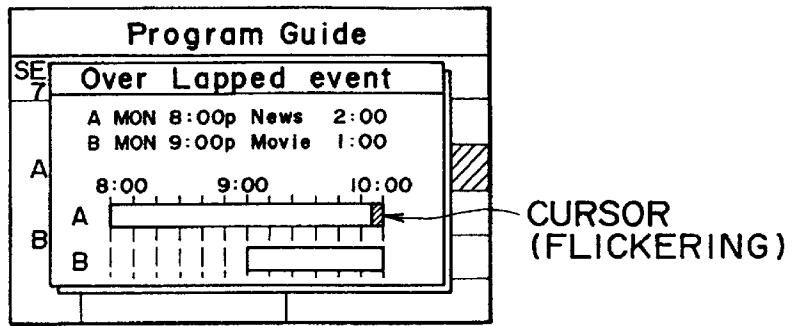 Program Guide
SE
7
Over Lapped event
A MON 8:00p News 2:00
B MON 9:00p Movie 1:00
A
8:00 9:00 10:00
A
CURSOR
(FLICKERING)
B
B